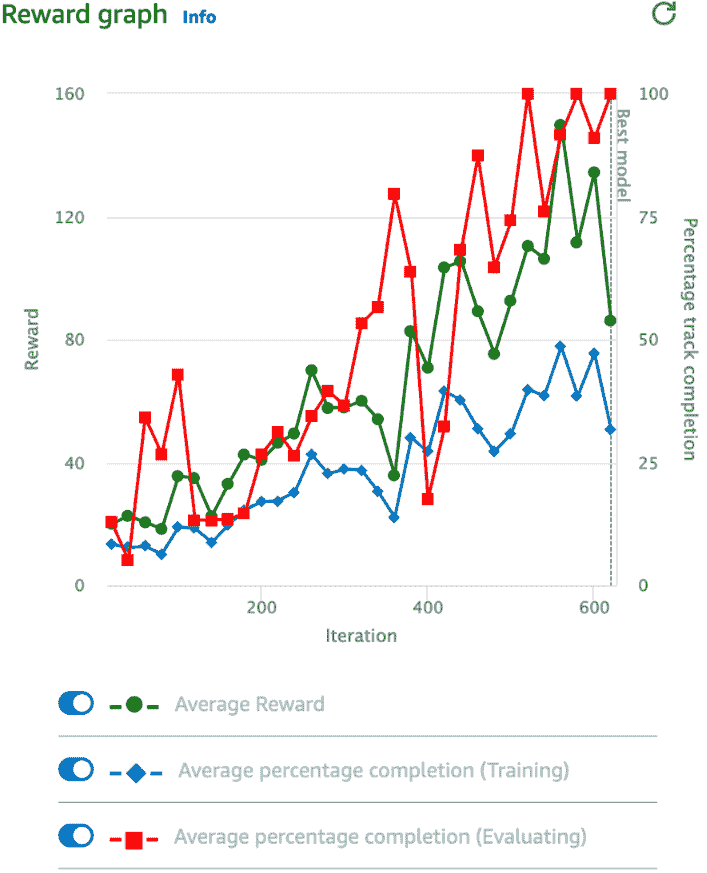 Reward graph Info
160
120
80
40
0
Reward
200
400
600
Iteration
100
75
50
25
0
Percentage track completion
Best model
Average Reward
Average percentage completion (Training)
Average percentage completion (Evaluating)